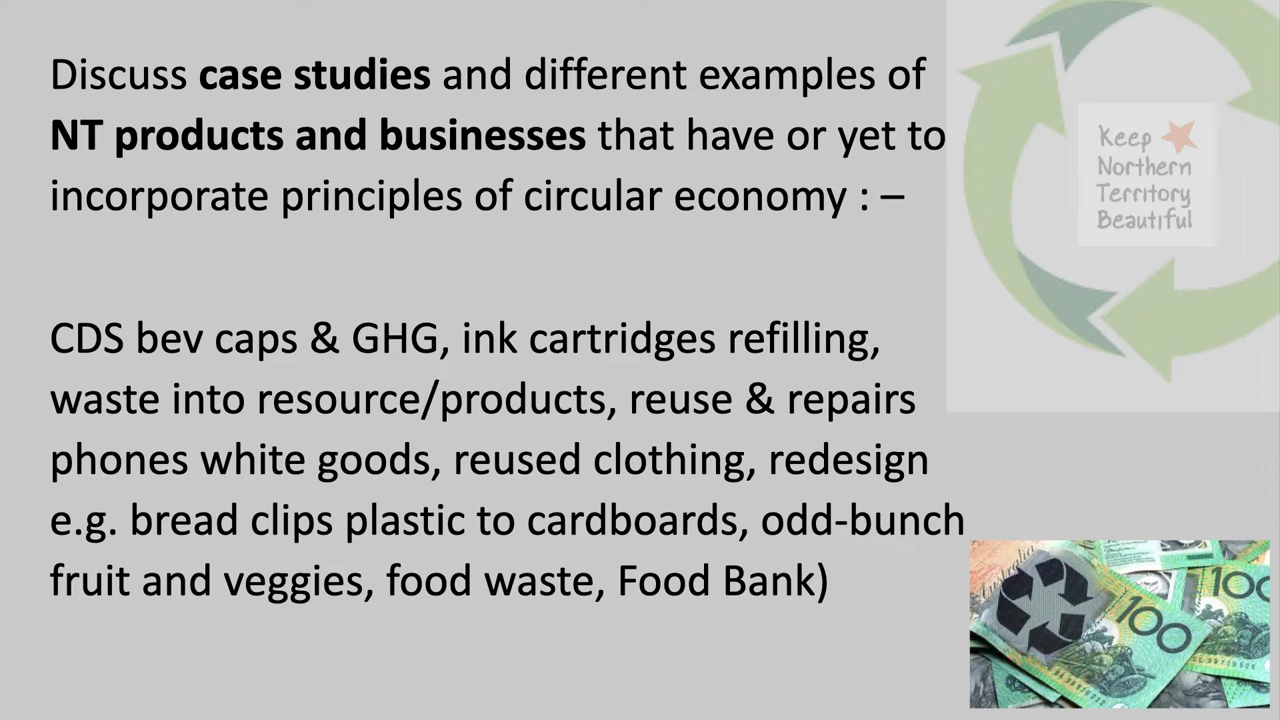 Discuss case studies and different examples of
NT products and businesses that have or yet to
incorporate principles of circular economy : –
Keep
Northern
Territory
Beautiful
CDS bev caps & GHG, ink cartridges refilling,
waste into resource/products, reuse & repairs
phones white goods, reused clothing, redesign
e.g. bread clips plastic to cardboards, odd-bunch
fruit and veggies, food waste, Food Bank)
100
100